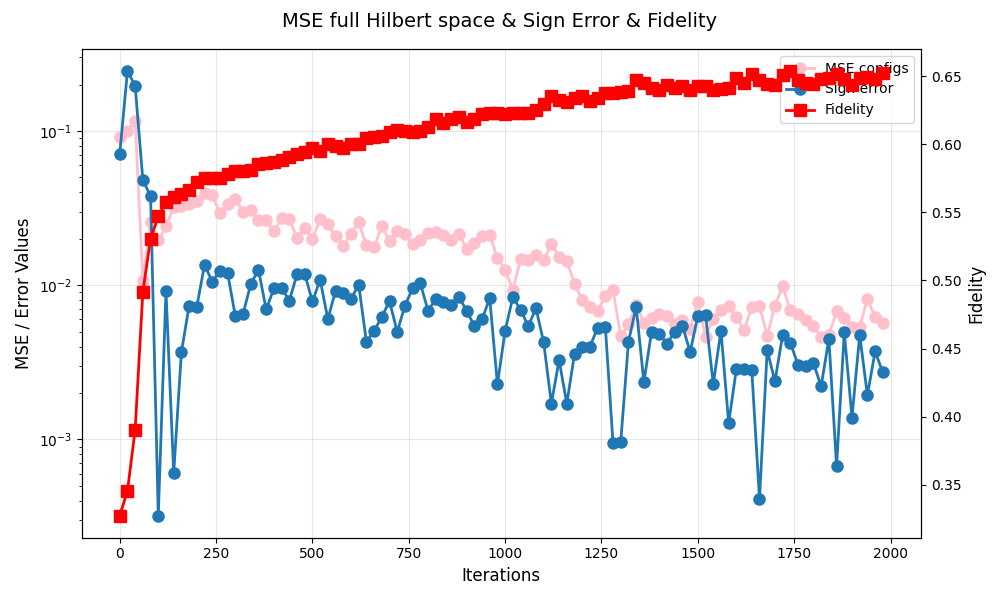 MSE full Hilbert space & Sign Error & Fidelity
MSE configs
Sign error
Fidelity
10⁻¹
10⁻²
10⁻³
MSE / Error Values
0.65
0.60
0.55
0.50
0.45
0.40
0.35
Fidelity
0 250 500 750 1000 1250 1500 1750 2000
Iterations